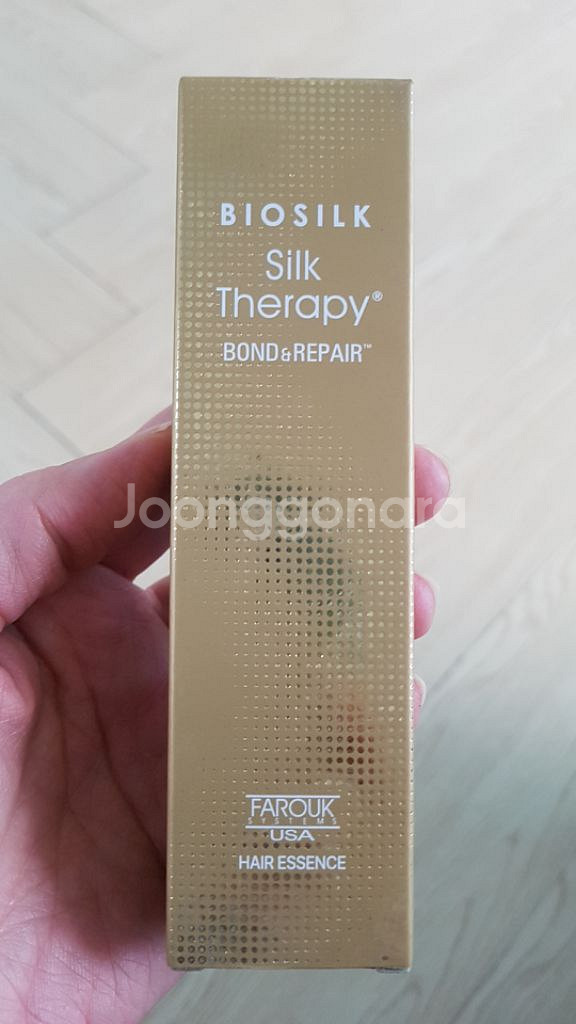 BIOSILK
Silk
Therapy®
BOND&REPAIR™
Joonggonara
FAROUK
SYSTEMS
USA
HAIR ESSENCE